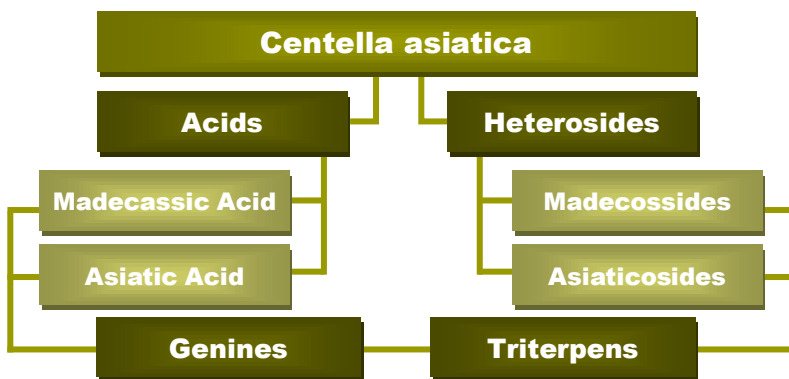 Centella asiatica
Acids
Heterosides
Madecassic Acid
Madecossides
Asiatic Acid
Asiaticosides
Genines
Triterpens